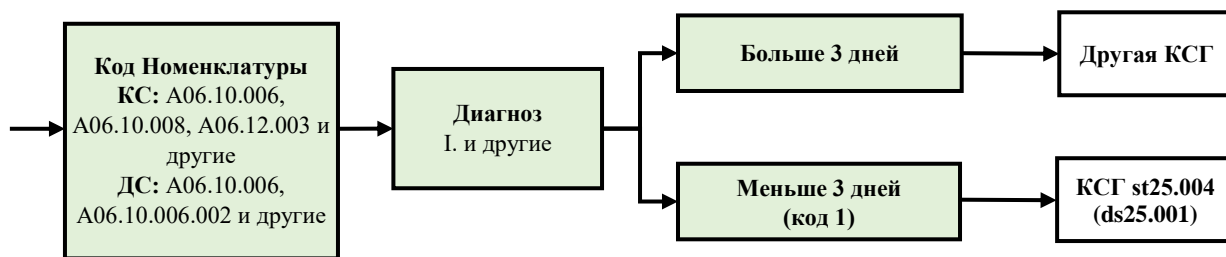 Код Номенклатуры
КС: A06.10.006,
A06.10.008, A06.12.003 и
другие
ДС: A06.10.006,
A06.10.006.002 и другие
Диагноз
I. и другие
Больше 3 дней
Другая КСГ
Меньше 3 дней
(код 1)
КСГ st25.004
(ds25.001)